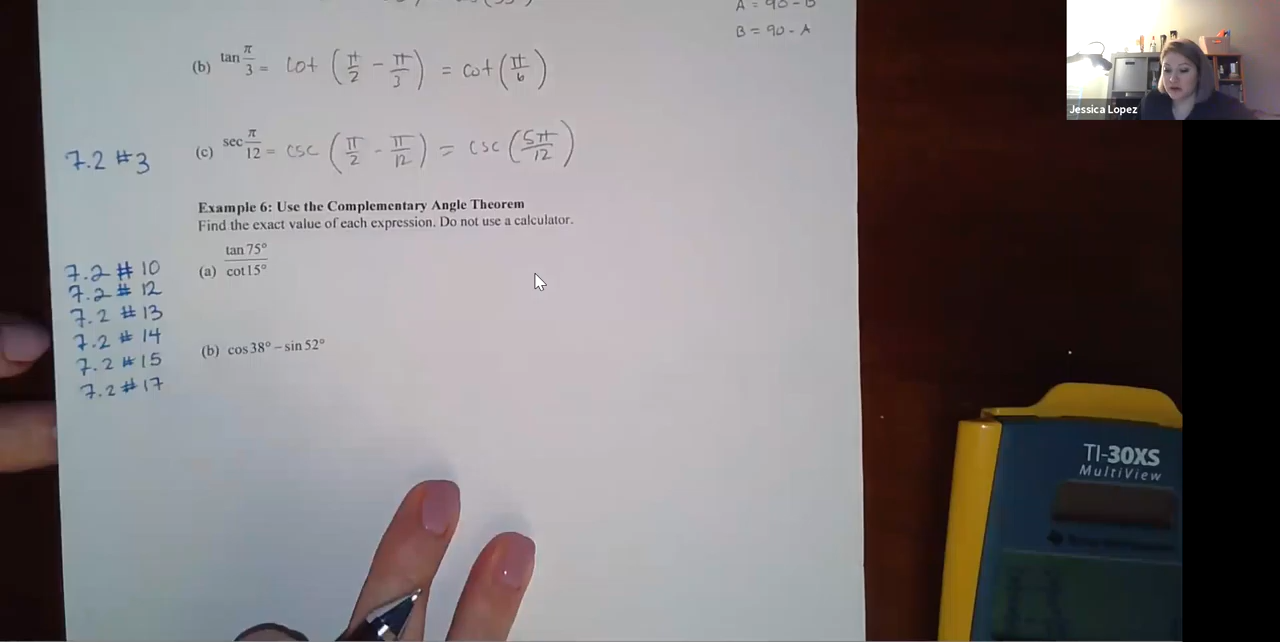 A = 90 - B
B = 90 - A
Jessica Lopez
(b) tan π/3 = cot (π/2 - π/3) = cot (π/6)
7.2 #3
(c) sec π/12 = csc (π/2 - π/12) = csc (5π/12)
Example 6: Use the Complementary Angle Theorem
Find the exact value of each expression. Do not use a calculator.
7.2 # 10
7.2 # 12
7.2 # 13
7.2 # 14
7.2 # 15
7.2 # 17
(a) tan 75° / cot 15°
(b) cos 38° – sin 52°
TI-30XS
MultiView